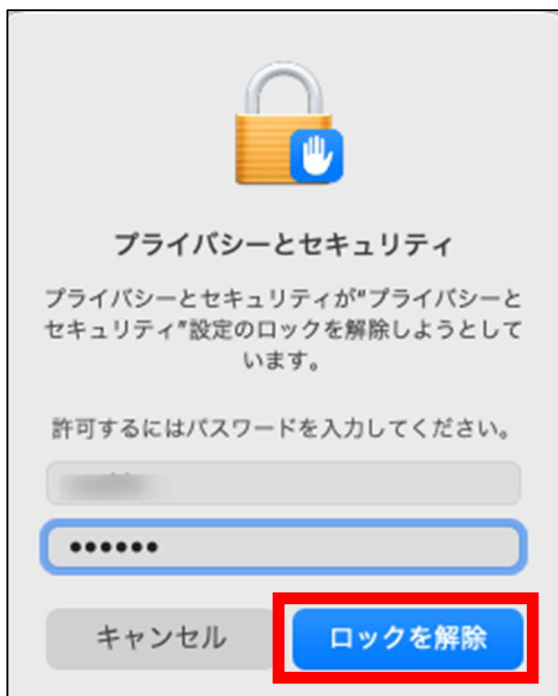 プライバシーとセキュリティ
プライバシーとセキュリティが"プライバシーと
セキュリティ"設定のロックを解除しようとして
います。
許可するにはパスワードを入力してください。
••••••
キャンセル
ロックを解除